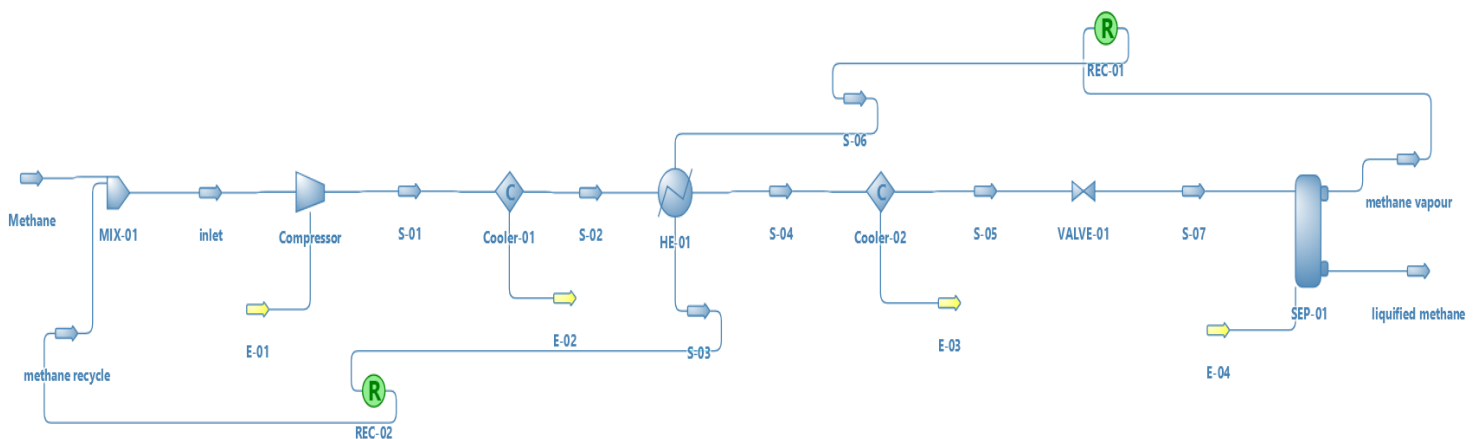 R
REC-01
S-06
C
C
methane vapour
Methane
MIX-01
inlet
Compressor
S-01
Cooler-01
S-02
HE-01
S-04
Cooler-02
S-05
VALVE-01
S-07
SEP-01
liquified methane
E-01
E-02
S-03
E-03
E-04
methane recycle
R
REC-02